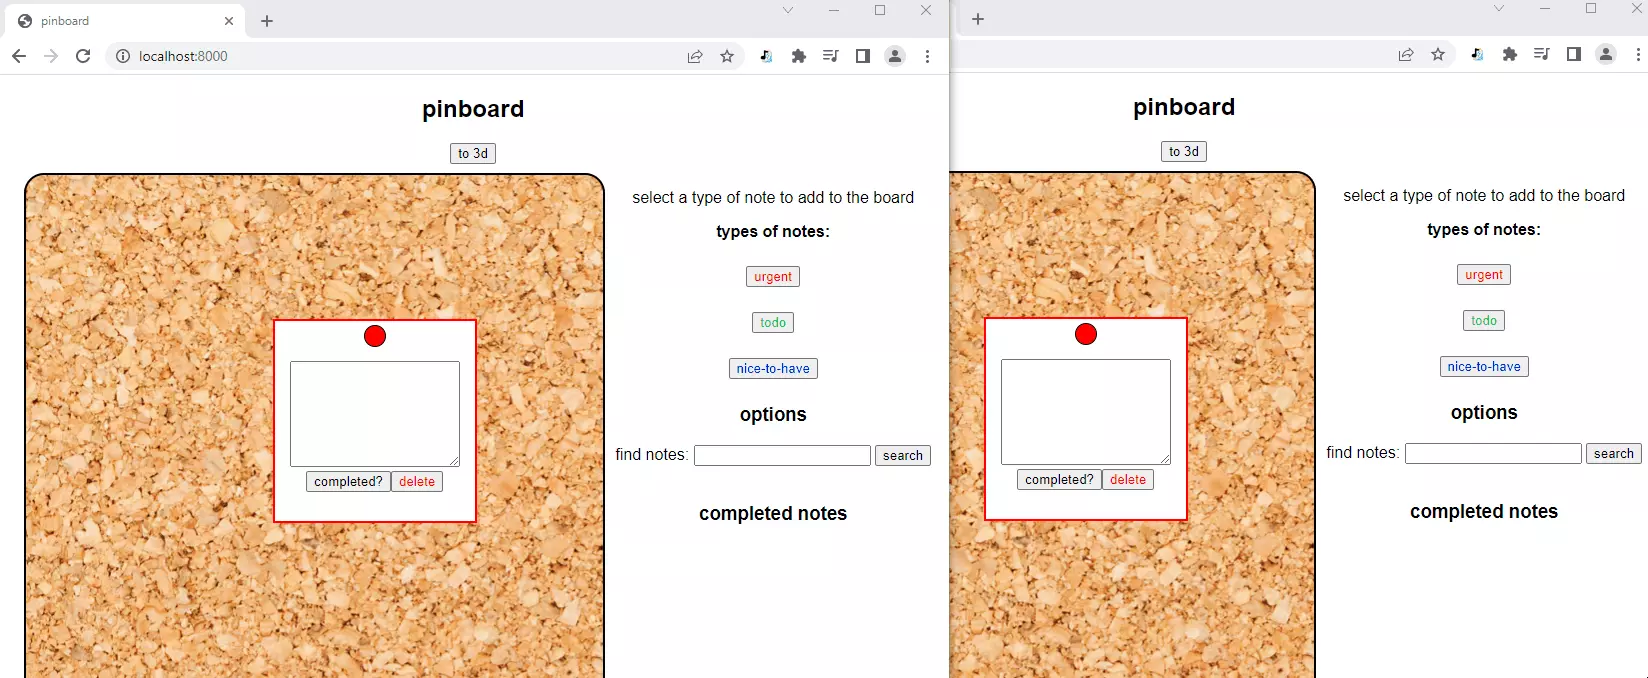 pinboard
localhost:8000
pinboard
to 3d
select a type of note to add to the board
types of notes:
urgent
todo
nice-to-have
completed? delete
options
find notes: search
completed notes
pinboard
to 3d
select a type of note to add to the board
types of notes:
urgent
todo
nice-to-have
completed? delete
options
find notes: search
completed notes